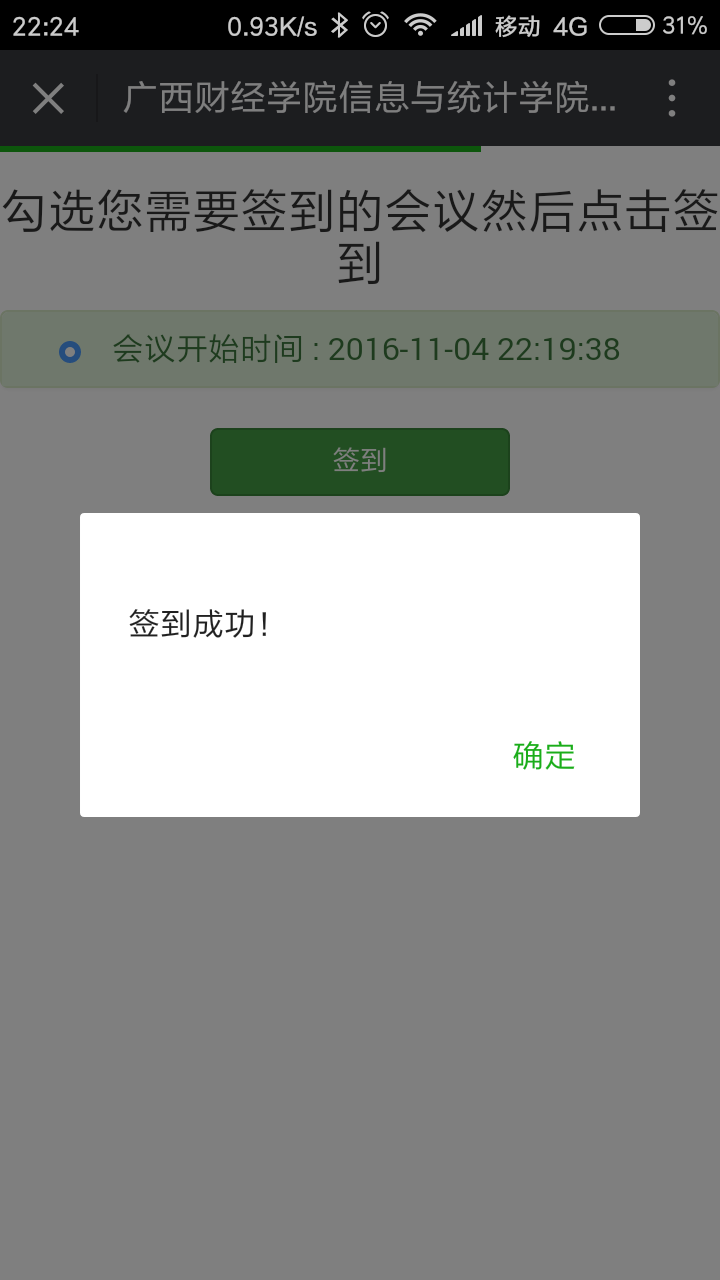 22:24 0.93K/s 移动 4G 31%
广西财经学院信息与统计学院...
勾选您需要签到的会议然后点击签
到
会议开始时间 : 2016-11-04 22:19:38
签到
签到成功！
确定